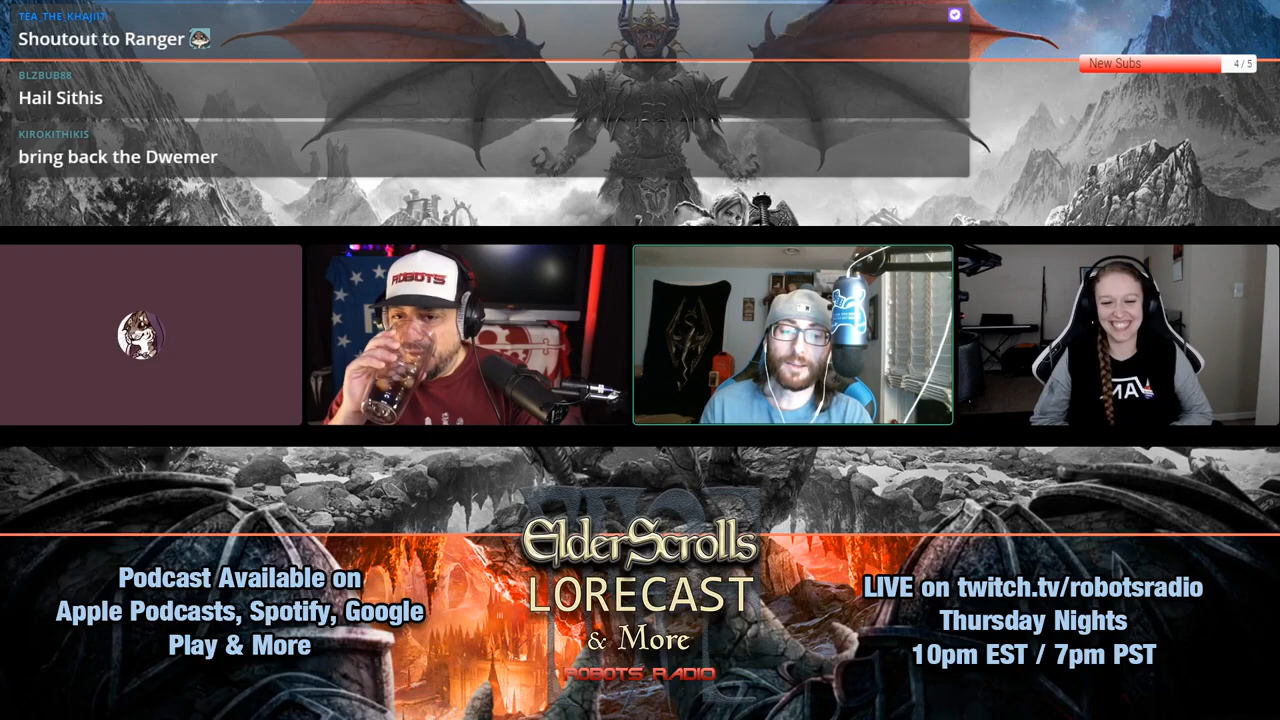 TEA_THE_KHAJIIT
Shoutout to Ranger
BLZBUB88
Hail Sithis
KIROKITHIKIS
bring back the Dwemer
New Subs
4 / 5
ROBOTS
ElderScrolls
LORECAST
& More
ROBOTS RADIO
Podcast Available on
Apple Podcasts, Spotify, Google
Play & More
LIVE on twitch.tv/robotsradio
Thursday Nights
10pm EST / 7pm PST